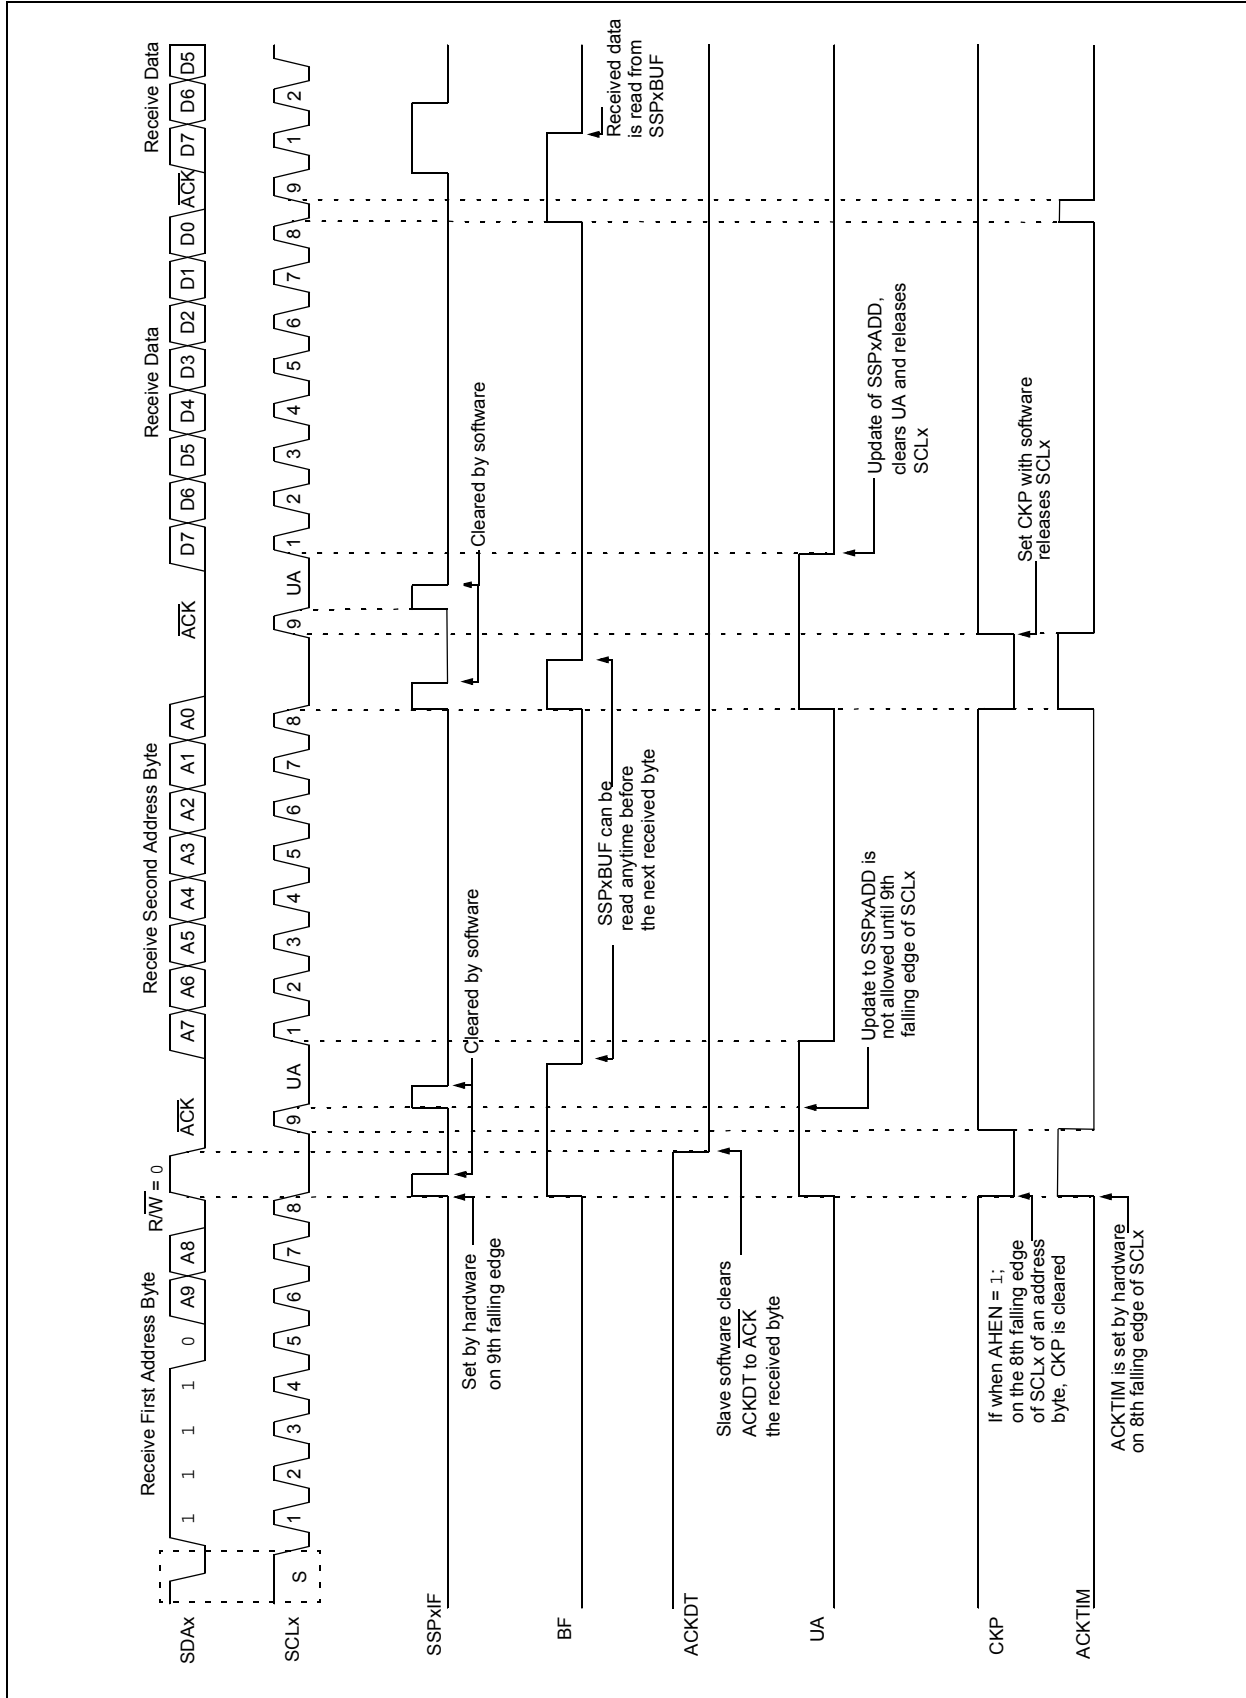 Receive First Address Byte
R/W = 0
Receive Second Address Byte
Receive Data
Receive Data
SDAx
1
1
1
1
0
A9
A8
ACK
A7
A6
A5
A4
A3
A2
A1
A0
ACK
D7
D6
D5
D4
D3
D2
D1
D0
ACK
D7
D6
D5
SCLx
S
1
2
3
4
5
6
7
8
9
UA
1
2
3
4
5
6
7
8
9
UA
1
2
3
4
5
6
7
8
9
1
2
SSPxIF
Set by hardware
on 9th falling edge
Cleared by software
Cleared by software
BF
SSPxBUF can be
read anytime before
the next received byte
Received data
is read from
SSPxBUF
ACKDT
Slave software clears
ACKDT to ACK
the received byte
UA
Update to SSPxADD is
not allowed until 9th
falling edge of SCLx
Update of SSPxADD,
clears UA and releases
SCLx
CKP
If when AHEN = 1;
on the 8th falling edge
of SCLx of an address
byte, CKP is cleared
Set CKP with software
releases SCLx
ACKTIM
ACKTIM is set by hardware
on 8th falling edge of SCLx